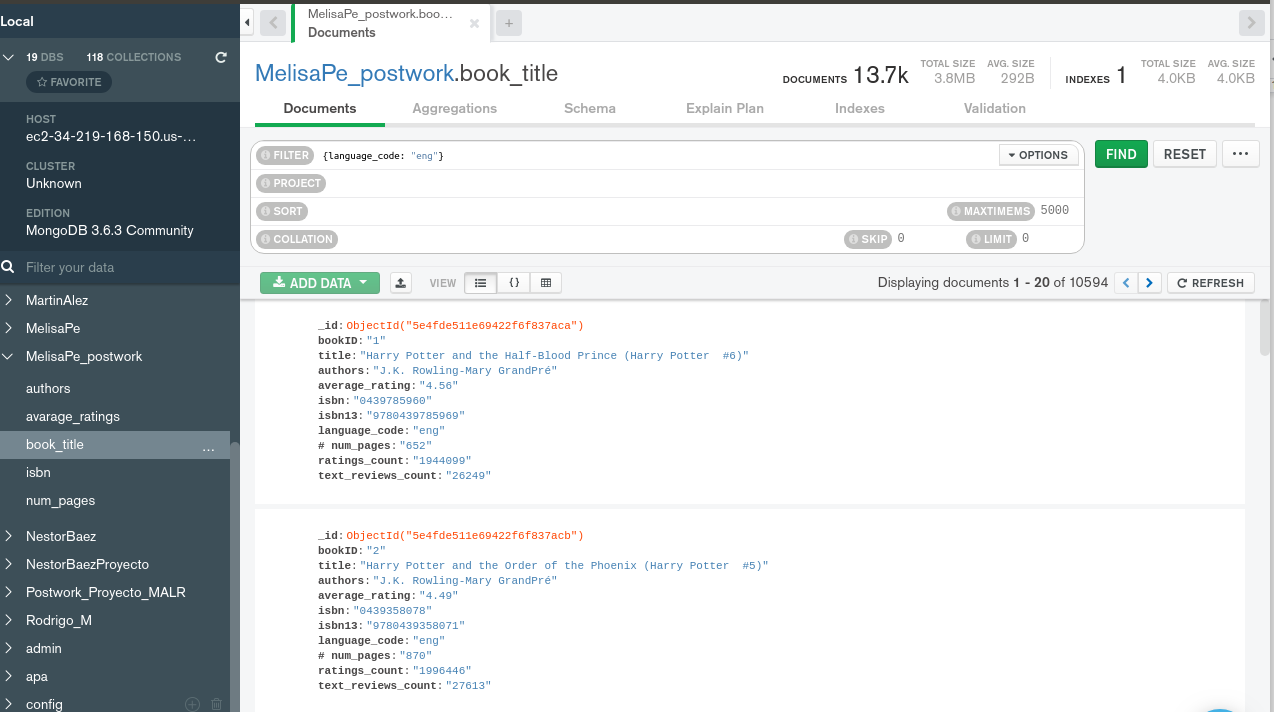 Local
19 DBS 118 COLLECTIONS
FAVORITE
HOST
ec2-34-219-168-150.us-...
CLUSTER
Unknown
EDITION
MongoDB 3.6.3 Community
Filter your data
MartinAlez
MelisaPe
MelisaPe_postwork
authors
avarage_ratings
book_title ...
isbn
num_pages
NestorBaez
NestorBaezProyecto
Postwork_Proyecto_MALR
Rodrigo_M
admin
apa
config
MelisaPe_postwork.boo...
Documents
MelisaPe_postwork.book_title
DOCUMENTS 13.7k TOTAL SIZE 3.8MB AVG. SIZE 292B INDEXES 1 TOTAL SIZE 4.0KB AVG. SIZE 4.0KB
Documents Aggregations Schema Explain Plan Indexes Validation
FILTER {language_code: "eng"} OPTIONS FIND RESET ...
PROJECT
SORT MAXTIMEMS 5000
COLLATION SKIP 0 LIMIT 0
ADD DATA VIEW { } Displaying documents 1 - 20 of 10594 < > REFRESH
_id: ObjectId("5e4fde511e69422f6f837aca")
bookID: "1"
title: "Harry Potter and the Half-Blood Prince (Harry Potter  #6)"
authors: "J.K. Rowling-Mary GrandPré"
average_rating: "4.56"
isbn: "0439785960"
isbn13: "9780439785969"
language_code: "eng"
# num_pages: "652"
ratings_count: "1944099"
text_reviews_count: "26249"
_id: ObjectId("5e4fde511e69422f6f837acb")
bookID: "2"
title: "Harry Potter and the Order of the Phoenix (Harry Potter  #5)"
authors: "J.K. Rowling-Mary GrandPré"
average_rating: "4.49"
isbn: "0439358078"
isbn13: "9780439358071"
language_code: "eng"
# num_pages: "870"
ratings_count: "1996446"
text_reviews_count: "27613"